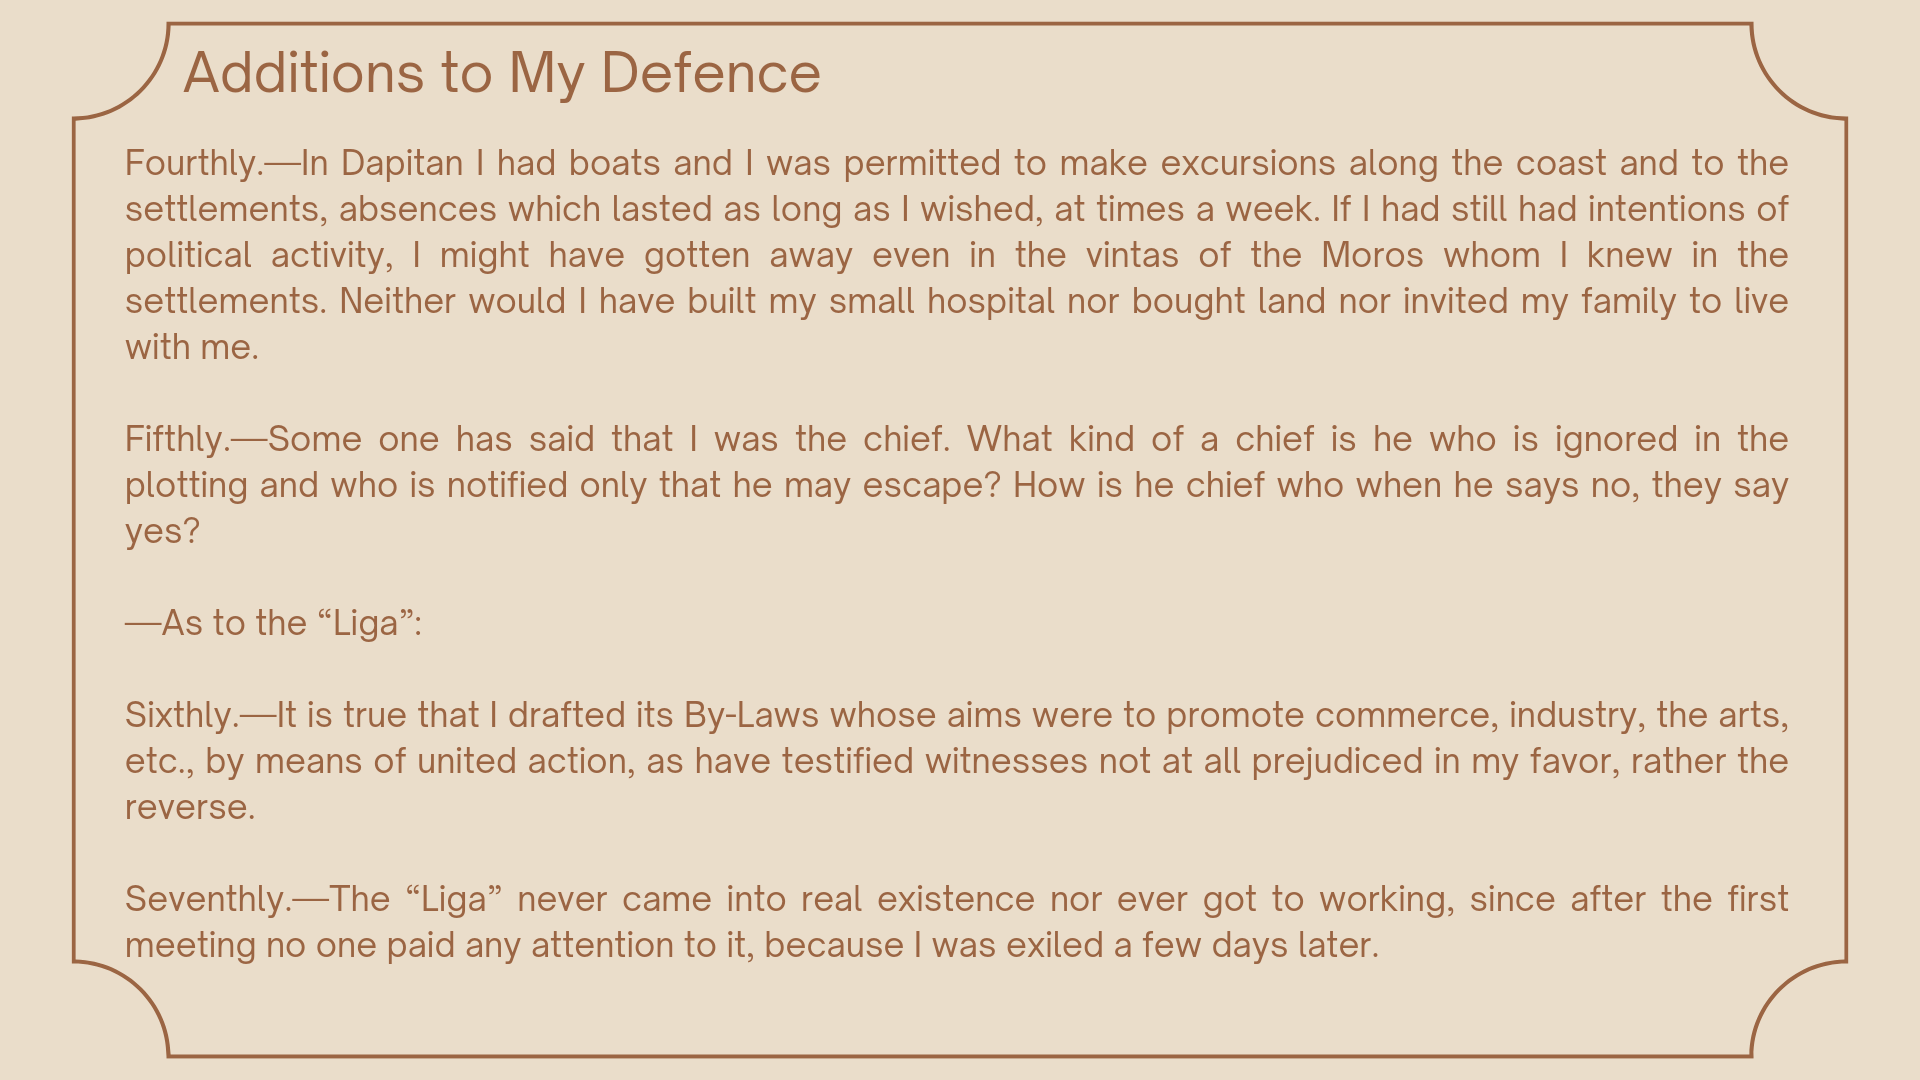 Additions to My Defence
Fourthly.—In Dapitan I had boats and I was permitted to make excursions along the coast and to the
settlements, absences which lasted as long as I wished, at times a week. If I had still had intentions of
political activity, I might have gotten away even in the vintas of the Moros whom I knew in the
settlements. Neither would I have built my small hospital nor bought land nor invited my family to live
with me.
Fifthly.—Some one has said that I was the chief. What kind of a chief is he who is ignored in the
plotting and who is notified only that he may escape? How is he chief who when he says no, they say
yes?
—As to the “Liga”:
Sixthly.—It is true that I drafted its By-Laws whose aims were to promote commerce, industry, the arts,
etc., by means of united action, as have testified witnesses not at all prejudiced in my favor, rather the
reverse.
Seventhly.—The “Liga” never came into real existence nor ever got to working, since after the first
meeting no one paid any attention to it, because I was exiled a few days later.